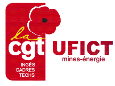 la
cgt UFICT
mines-énergie
INGÉS
CADRES
TECHS